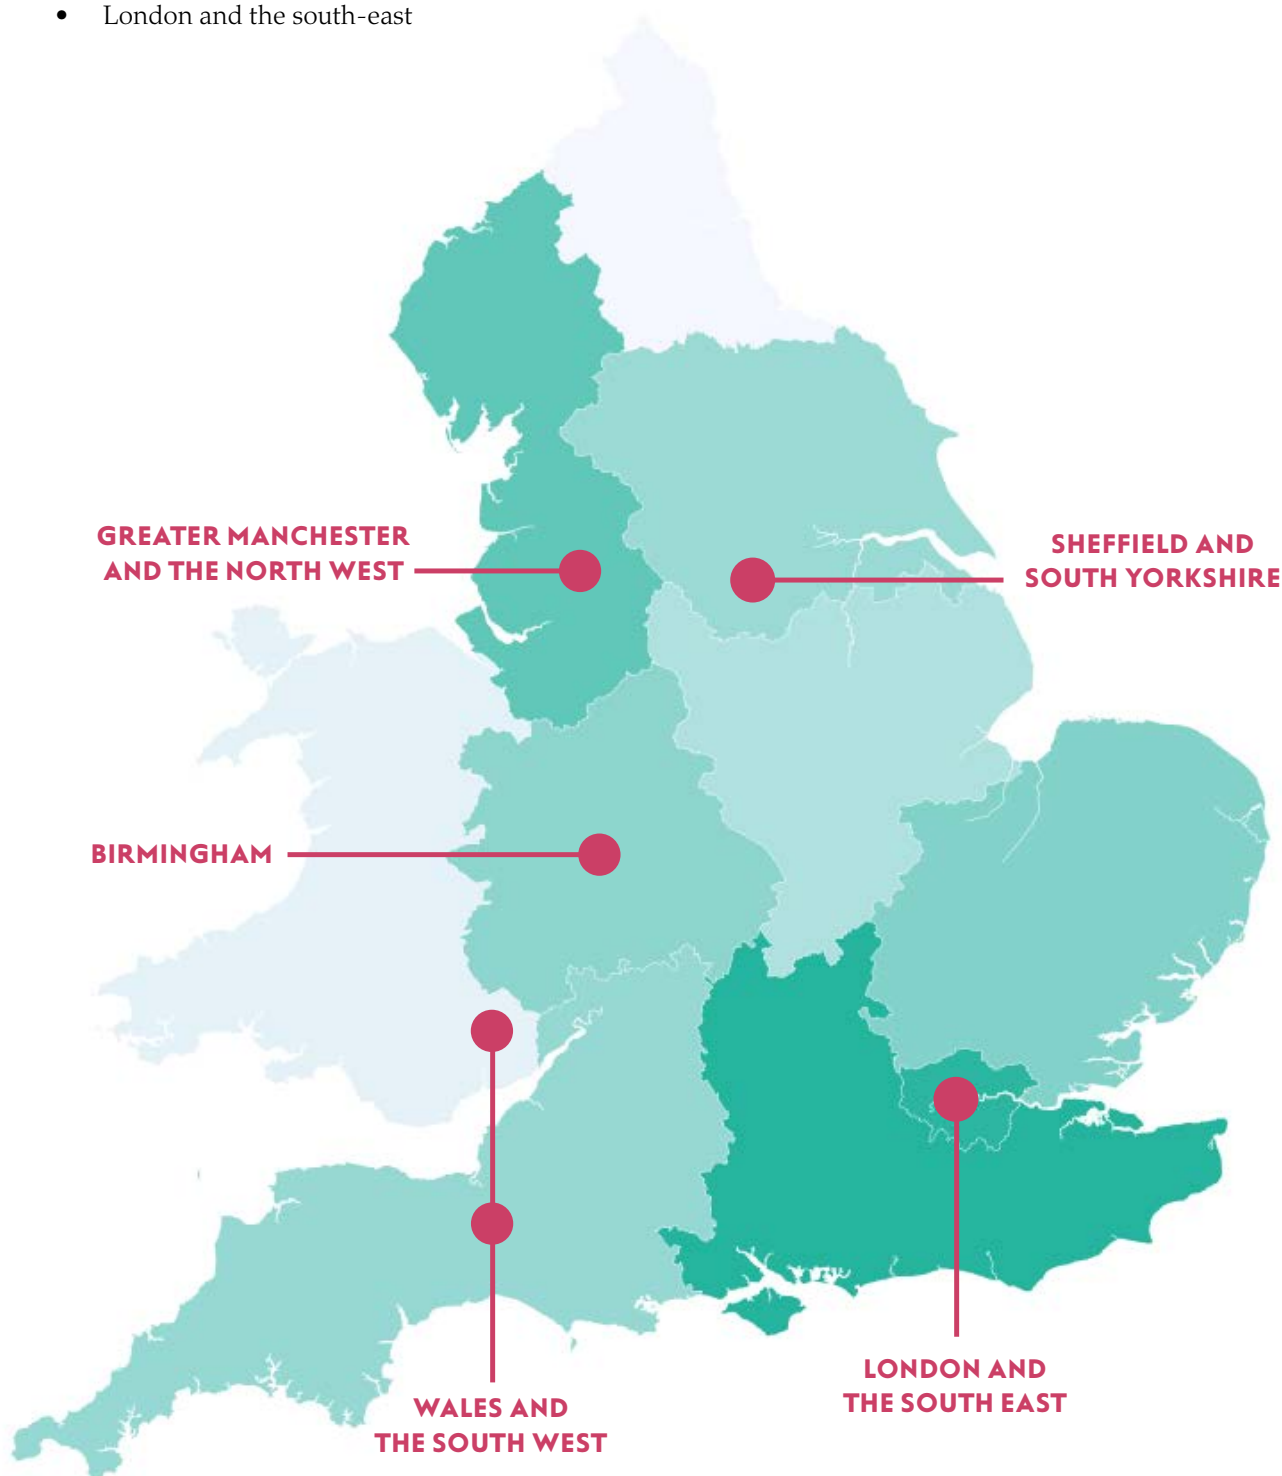 • London and the south-east
GREATER MANCHESTER
AND THE NORTH WEST
SHEFFIELD AND
SOUTH YORKSHIRE
BIRMINGHAM
LONDON AND
THE SOUTH EAST
WALES AND
THE SOUTH WEST